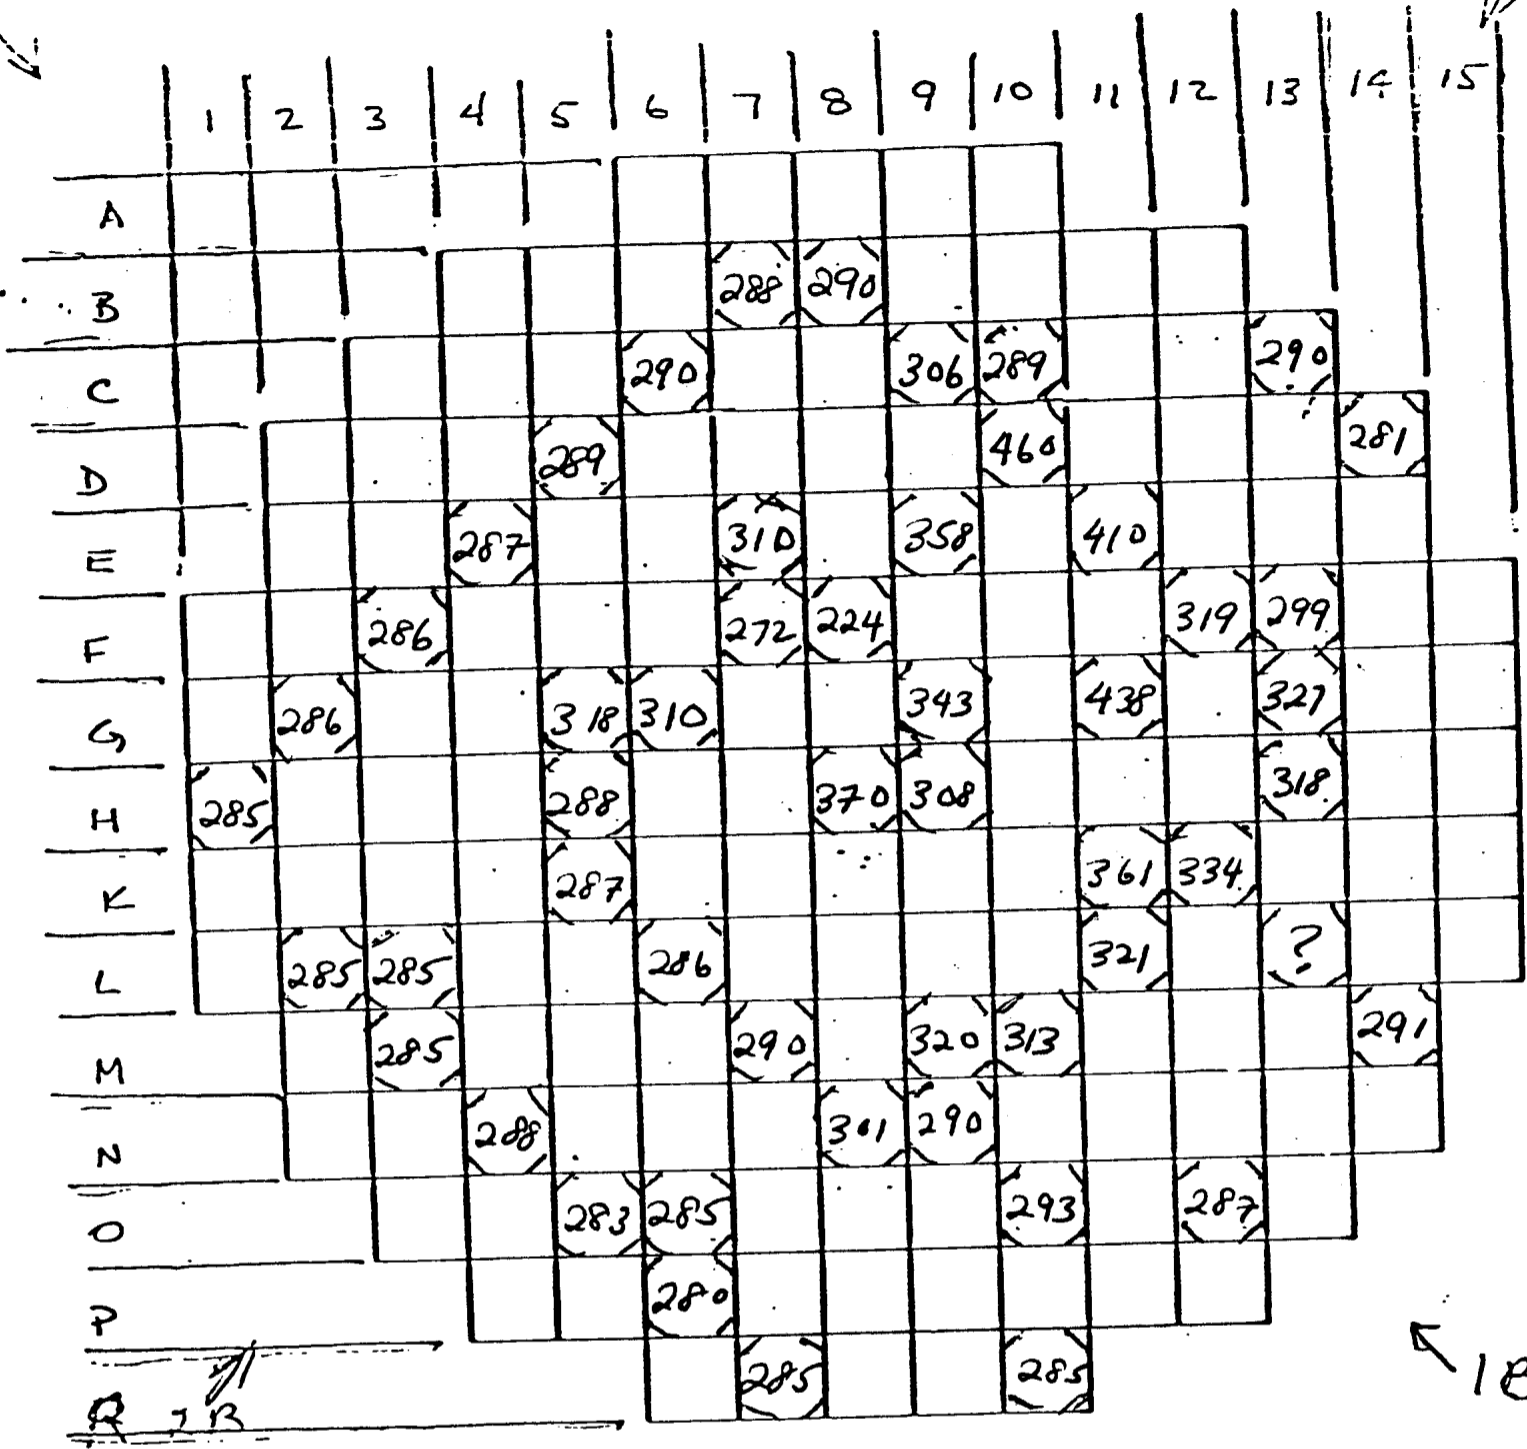 1 2 3 4 5 6 7 8 9 10 11 12 13 14 15
A
B 288 290
C 290 306 289 290
D 289 460 281
E 287 310 358 410
F 286 272 224 319 299
G 286 318 310 343 438 327
H 285 288 370 308 318
K 287 361 334
L 285 285 286 321 ?
M 285 290 320 313 291
N 288 301 290
O 283 285 293 287
P 280
R 285 285